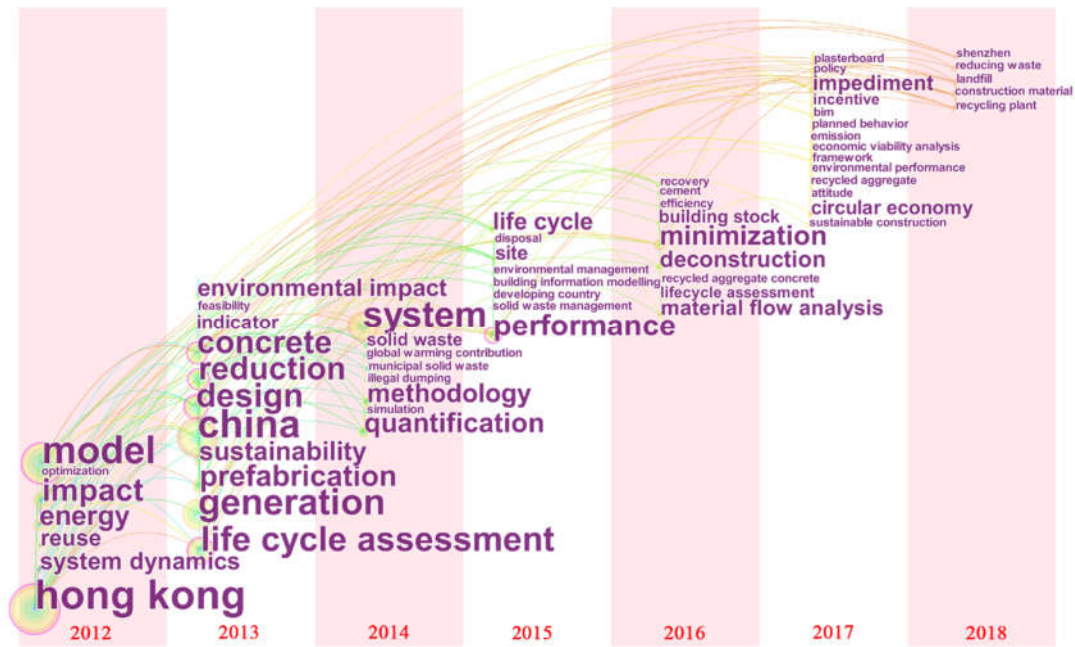 model
optimization
impact
energy
reuse
system dynamics
hong kong
environmental impact
feasibility
indicator
concrete
reduction
design
china
sustainability
prefabrication
generation
life cycle assessment
system
solid waste
global warming contribution
municipal solid waste
illegal dumping
methodology
simulation
quantification
life cycle
disposal
site
environmental management
building information modelling
developing country
solid waste management
performance
recovery
cement
efficiency
building stock
minimization
deconstruction
recycled aggregate concrete
lifecycle assessment
material flow analysis
plasterboard
policy
impediment
incentive
bim
planned behavior
emission
economic viability analysis
framework
environmental performance
recycled aggregate
attitude
circular economy
sustainable construction
shenzhen
reducing waste
landfill
construction material
recycling plant
2012
2013
2014
2015
2016
2017
2018